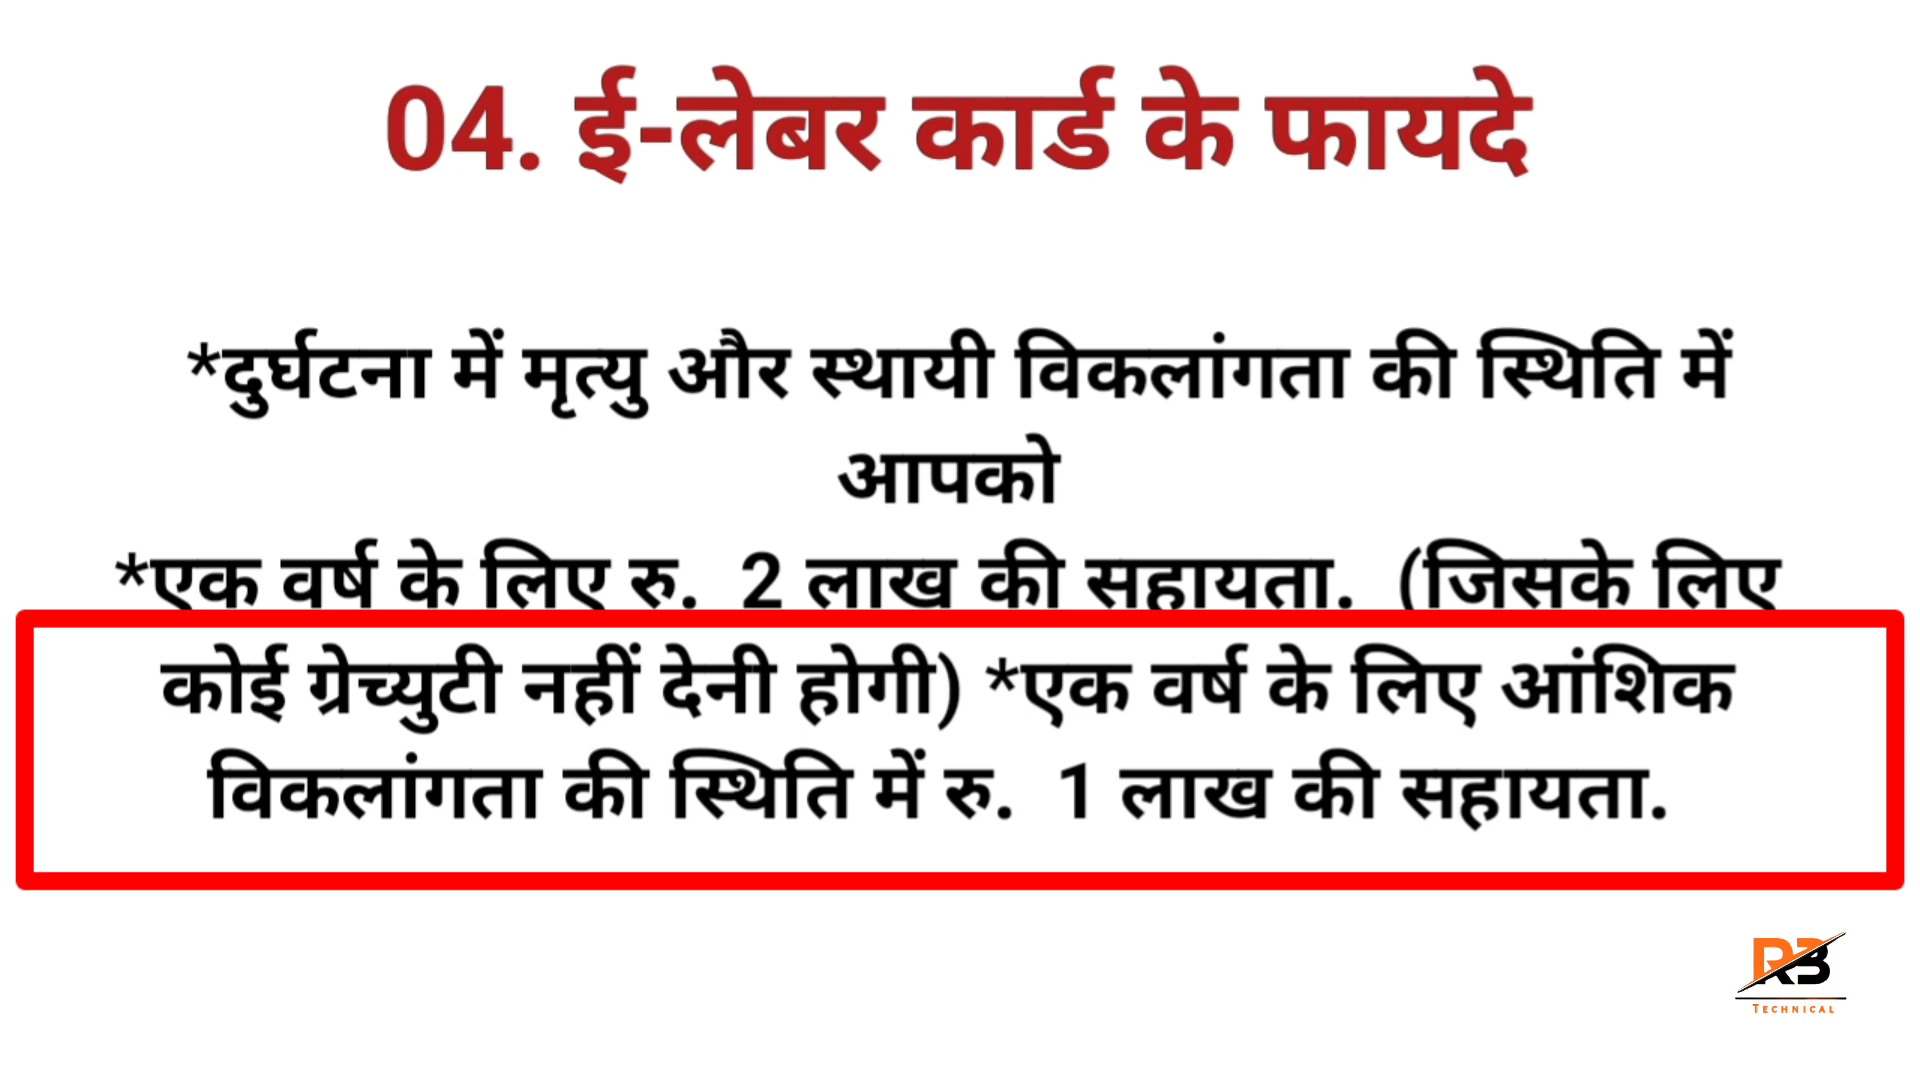 04. ई-लेबर कार्ड के फायदे
*दुर्घटना में मृत्यु और स्थायी विकलांगता की स्थिति में
आपको
*एक वर्ष के लिए रु. 2 लाख की सहायता. (जिसके लिए
कोई ग्रेच्युटी नहीं देनी होगी) *एक वर्ष के लिए आंशिक
विकलांगता की स्थिति में रु. 1 लाख की सहायता.
RB
TECHNICAL